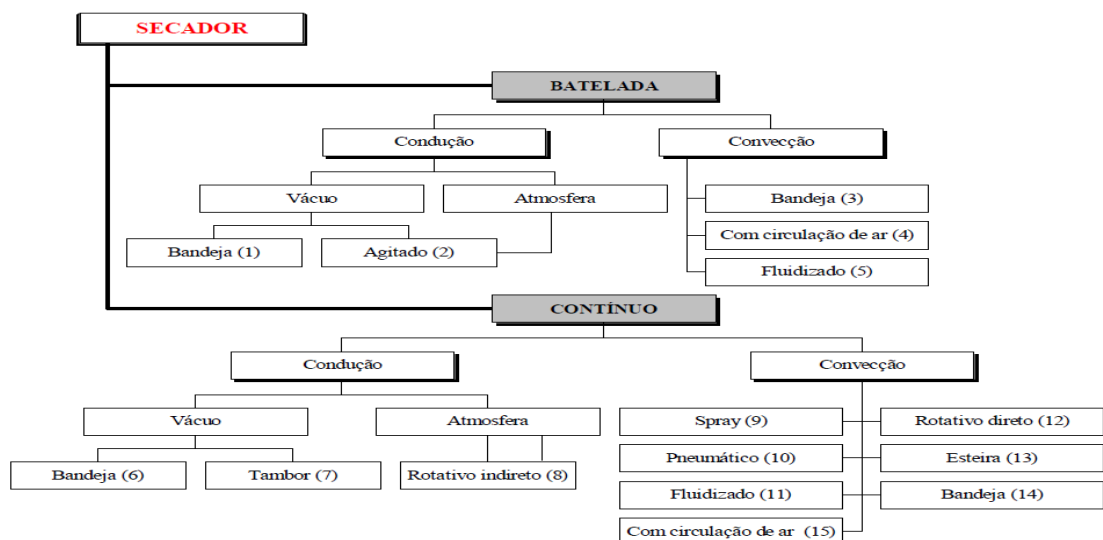 SECADOR
BATELADA
Condução
Convecção
Vácuo
Atmosfera
Bandeja (1)
Agitado (2)
Bandeja (3)
Com circulação de ar (4)
Fluidizado (5)
CONTÍNUO
Condução
Convecção
Vácuo
Atmosfera
Bandeja (6)
Tambor (7)
Rotativo indireto (8)
Spray (9)
Rotativo direto (12)
Pneumático (10)
Esteira (13)
Fluidizado (11)
Bandeja (14)
Com circulação de ar (15)